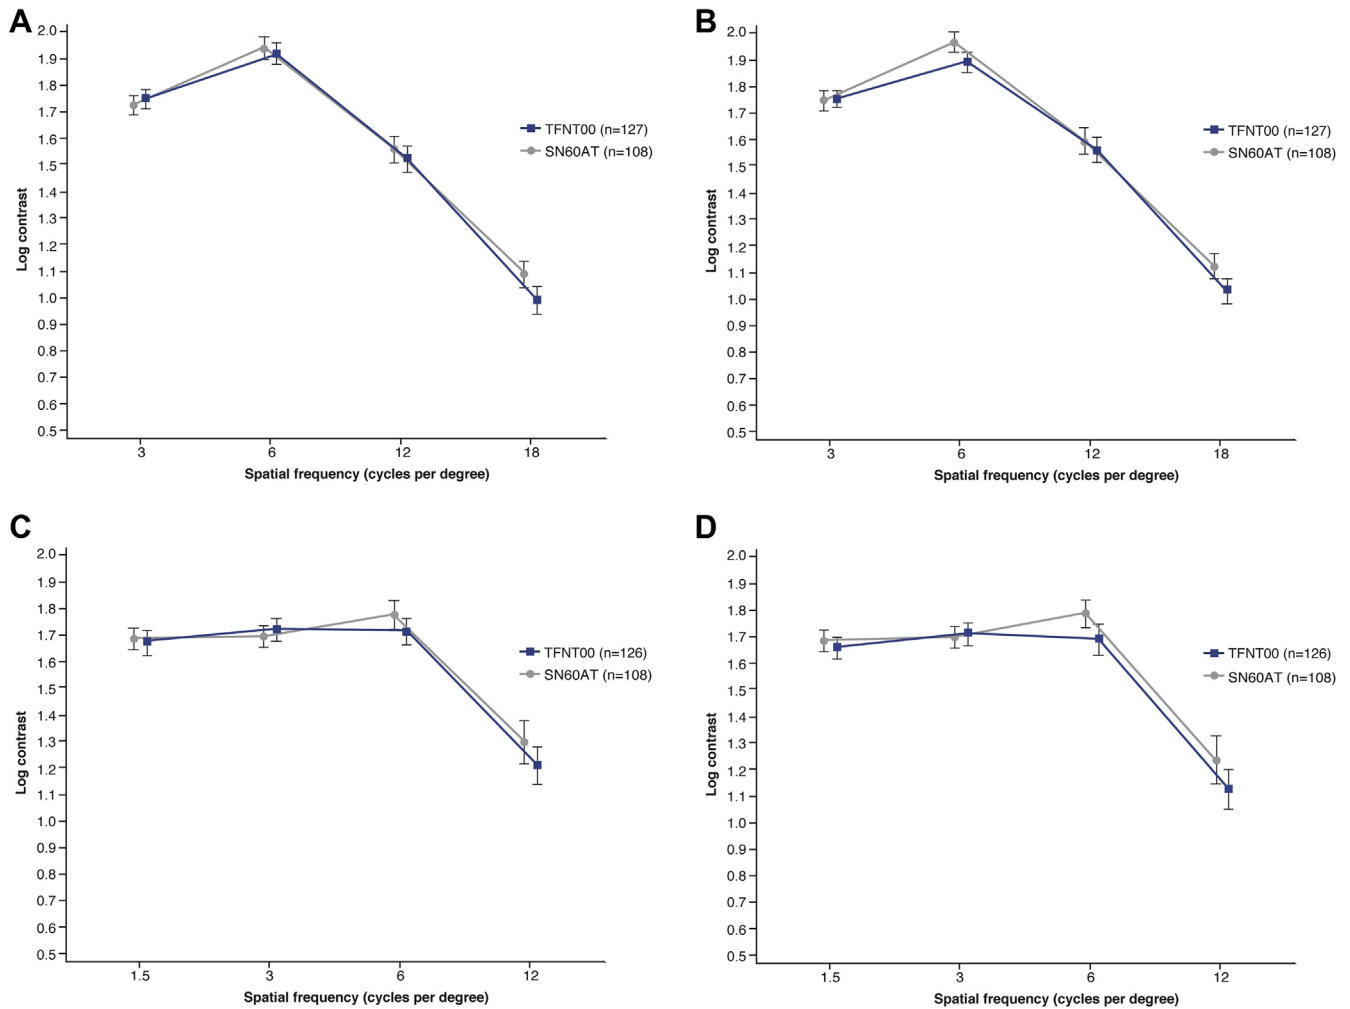 A
2.0
1.9
1.8
1.7
1.6
1.5
1.4
1.3
1.2
1.1
1.0
0.9
0.8
0.7
0.6
0.5
Log contrast
TFNT00 (n=127)
SN60AT (n=108)
3 6 12 18
Spatial frequency (cycles per degree)
B
2.0
1.9
1.8
1.7
1.6
1.5
1.4
1.3
1.2
1.1
1.0
0.9
0.8
0.7
0.6
0.5
Log contrast
TFNT00 (n=127)
SN60AT (n=108)
3 6 12 18
Spatial frequency (cycles per degree)
C
2.0
1.9
1.8
1.7
1.6
1.5
1.4
1.3
1.2
1.1
1.0
0.9
0.8
0.7
0.6
0.5
Log contrast
TFNT00 (n=126)
SN60AT (n=108)
1.5 3 6 12
Spatial frequency (cycles per degree)
D
2.0
1.9
1.8
1.7
1.6
1.5
1.4
1.3
1.2
1.1
1.0
0.9
0.8
0.7
0.6
0.5
Log contrast
TFNT00 (n=126)
SN60AT (n=108)
1.5 3 6 12
Spatial frequency (cycles per degree)